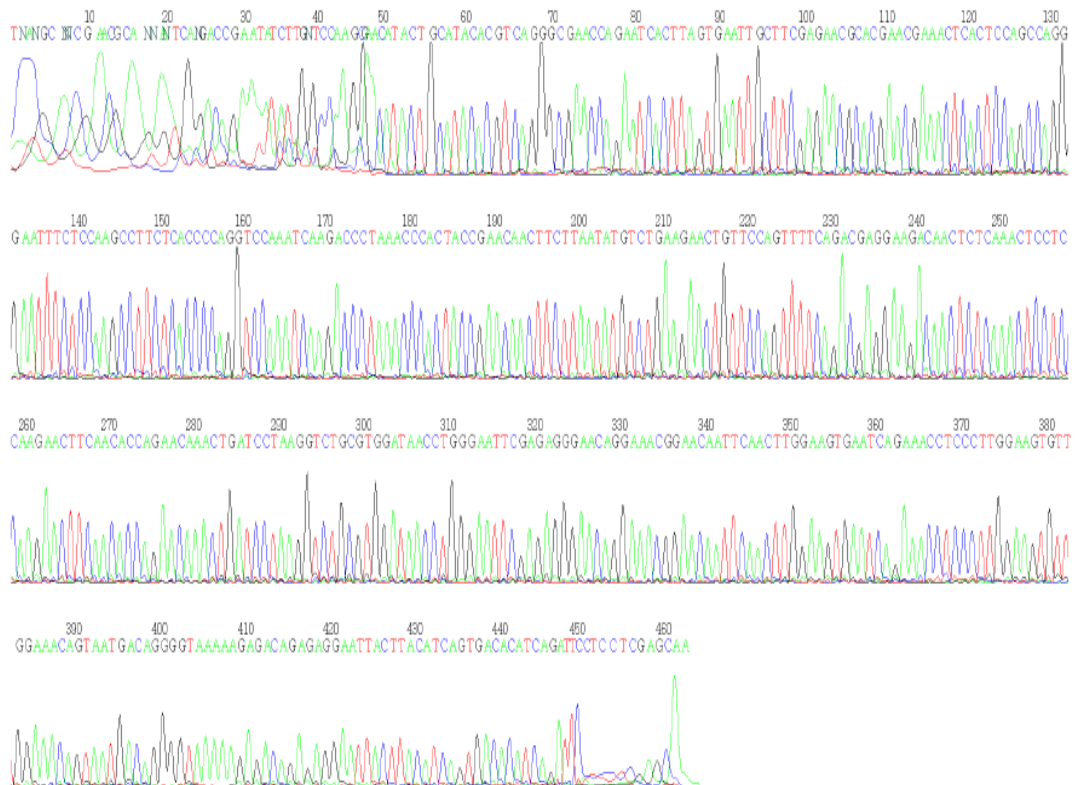 10 20 30 40 50 60 70 80 90 100 110 120 130
GCGAACCAGAATCACTTAGTGAATTGCTTCGAGAACGCACGAACGAAACTCACTCCAGCCAGG
140 150 160 170 180 190 200 210 220 230 240 250
GAATTTCTCCAAGCCTTCTCACCCCAGGTCCAAATCAAGACCCTAAACCCACTACCGAACAACTTCTTAATATGTCTGAAGAACTGTTCCAGTTTTCAGACGAGGAAGACAACTCTCAAACTCCTC
260 270 280 290 300 310 320 330 340 350 360 370 380
CAAGAACTTCAACACCAGAACAAACTGATCCTAAGGTCTGCGTGGATAACCTGGGAATTCGAGAGGGAACAGGAAACGGAACAATTCAACTTGGAAGTGAATCAGAAACCTCCCTTGGAAGTGTT
390 400 410 420 430 440 450 460
GGAAACAGTAATGACAGGGGTAAAAAGAGACAGAGAGGAATTACTTACATCAGTGACACATCAGATTCCTCCTCGAGCAA